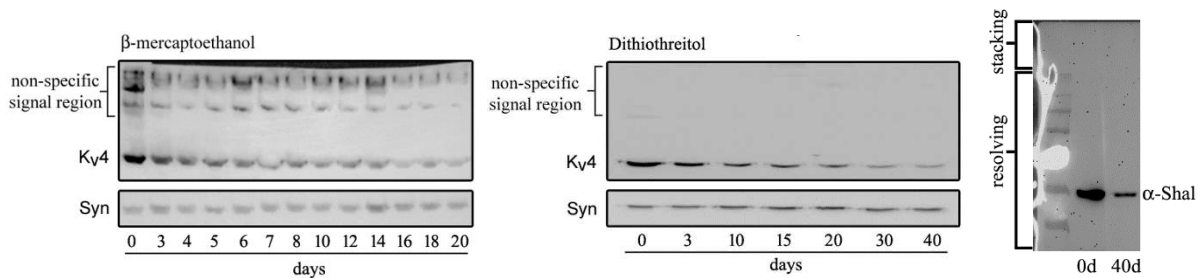 β-mercaptoethanol
non-specific
signal region
Kv4
Syn
0 3 4 5 6 7 8 10 12 14 16 18 20
days
Dithiothreitol
non-specific
signal region
Kv4
Syn
0 3 10 15 20 30 40
days
stacking
resolving
α-Shal
0d 40d